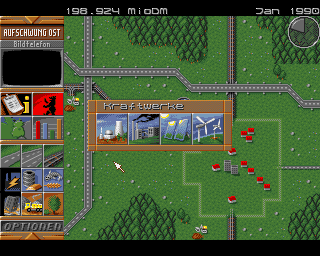 198.924 MioDM
Jan 1990
AUFSCHWUNG OST
Bildtelefon
Kraftwerke
OPTIONEN